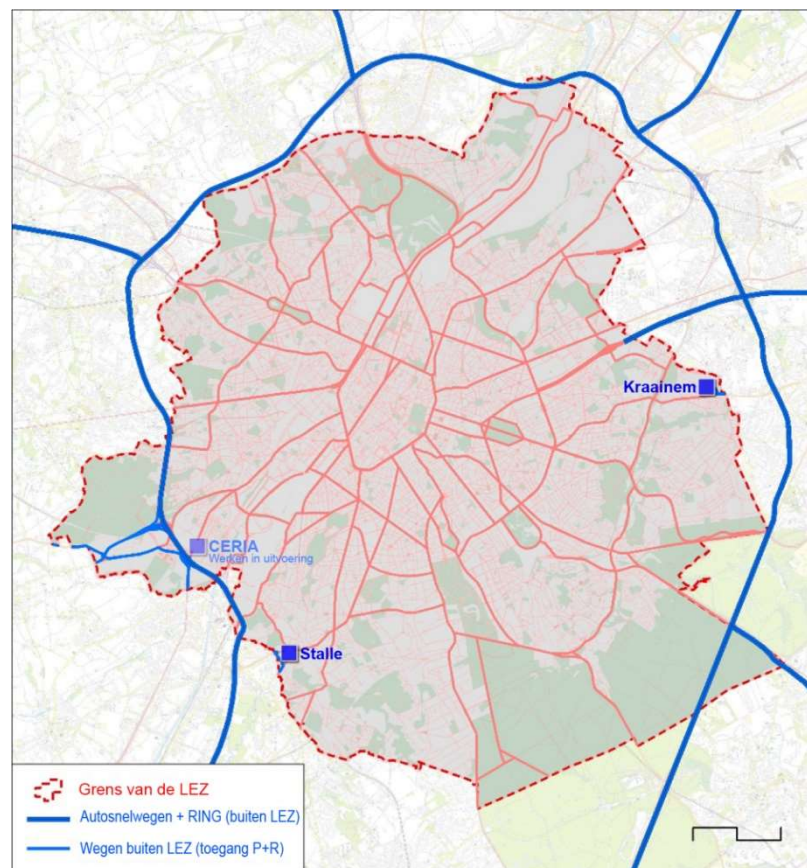 Kraainem
CERIA
Werken in uitvoering
Stalle
Grens van de LEZ
Autosnelwegen + RING (buiten LEZ)
Wegen buiten LEZ (toegang P+R)